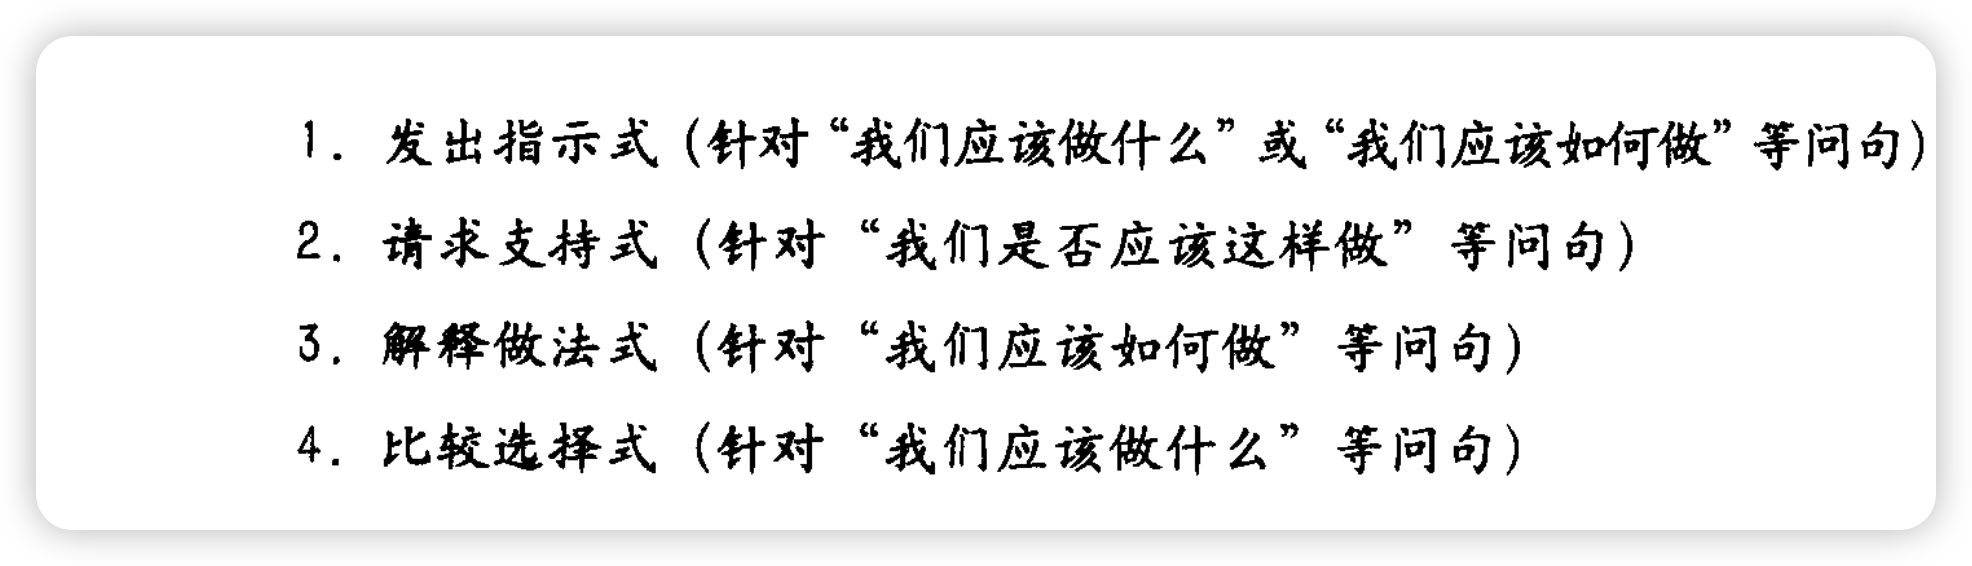 1. 发出指示式（针对“我们应该做什么”或“我们应该如何做”等问句）
2. 请求支持式（针对“我们是否应该这样做”等问句）
3. 解释做法式（针对“我们应该如何做”等问句）
4. 比较选择式（针对“我们应该做什么”等问句）